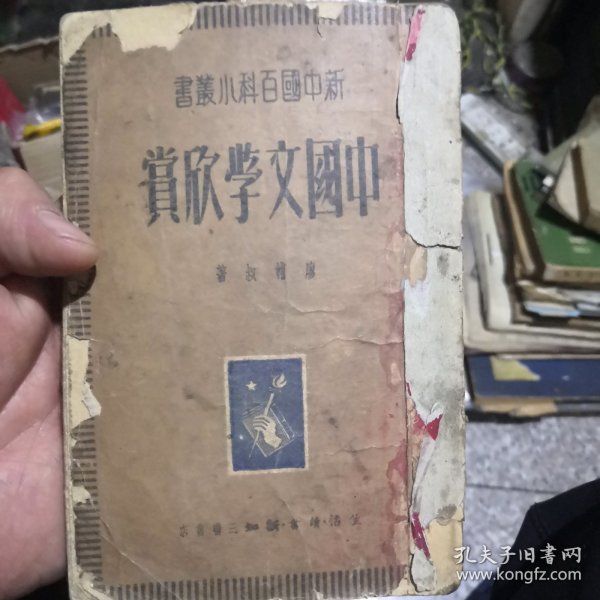 新中國百科小叢書
中國文学欣賞
廖輔叔著
生活·讀書·新知三聯書店
孔夫子旧書网
www.kongfz.com